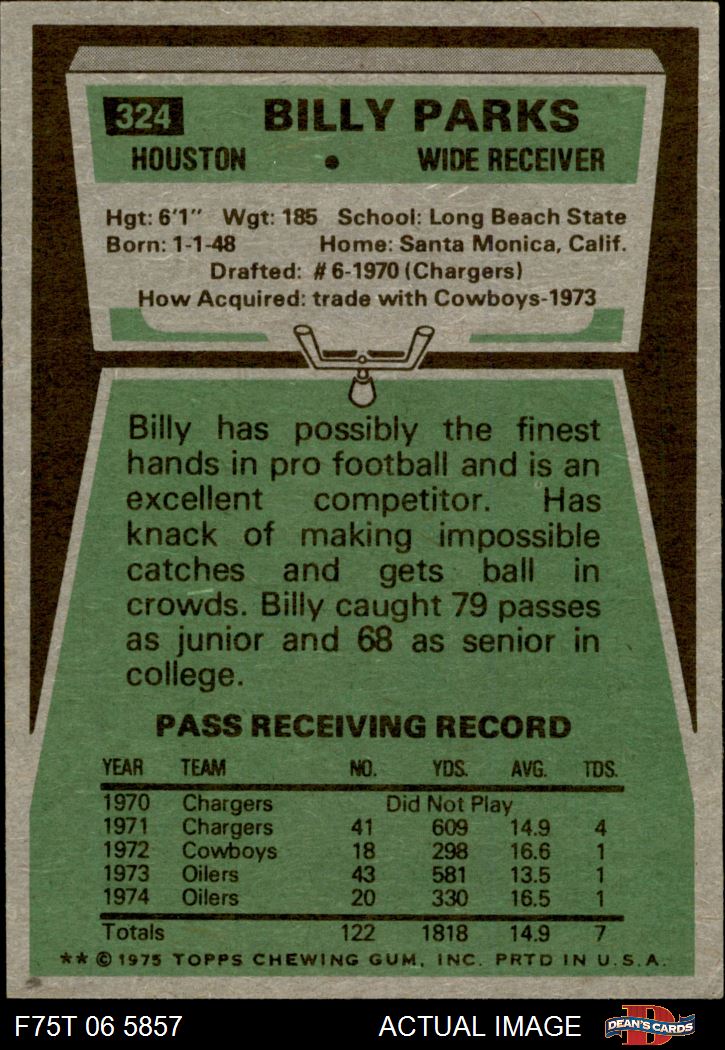 324 BILLY PARKS
HOUSTON • WIDE RECEIVER
Hgt: 6'1" Wgt: 185 School: Long Beach State
Born: 1-1-48 Home: Santa Monica, Calif.
Drafted: #6-1970 (Chargers)
How Acquired: trade with Cowboys-1973
Billy has possibly the finest
hands in pro football and is an
excellent competitor. Has
knack of making impossible
catches and gets ball in
crowds. Billy caught 79 passes
as junior and 68 as senior in
college.
PASS RECEIVING RECORD
YEAR TEAM NO. YDS. AVG. TDS.
1970 Chargers Did Not Play
1971 Chargers 41 609 14.9 4
1972 Cowboys 18 298 16.6 1
1973 Oilers 43 581 13.5 1
1974 Oilers 20 330 16.5 1
Totals 122 1818 14.9 7
**©1975 TOPPS CHEWING GUM, INC. PRTD IN U.S.A.
F75T 06 5857 ACTUAL IMAGE DEAN'S CARDS